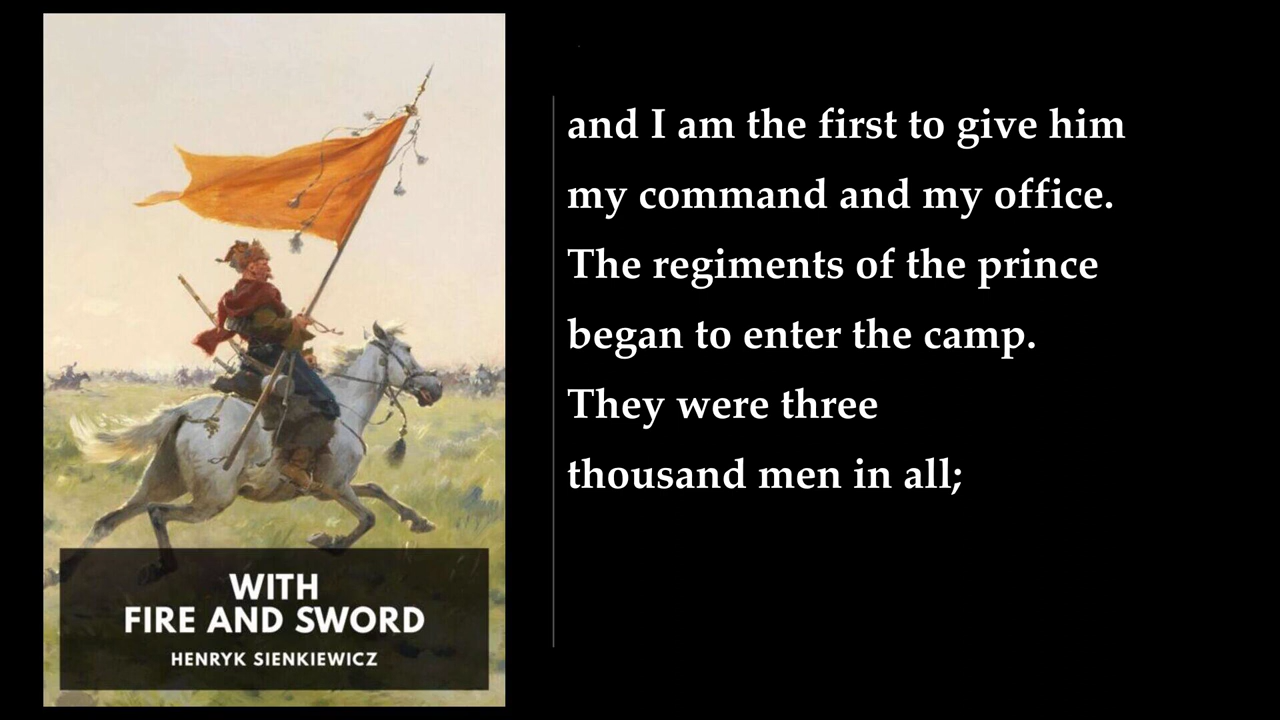 and I am the first to give him
my command and my office.
The regiments of the prince
began to enter the camp.
They were three
thousand men in all;
WITH
FIRE AND SWORD
HENRYK SIENKIEWICZ